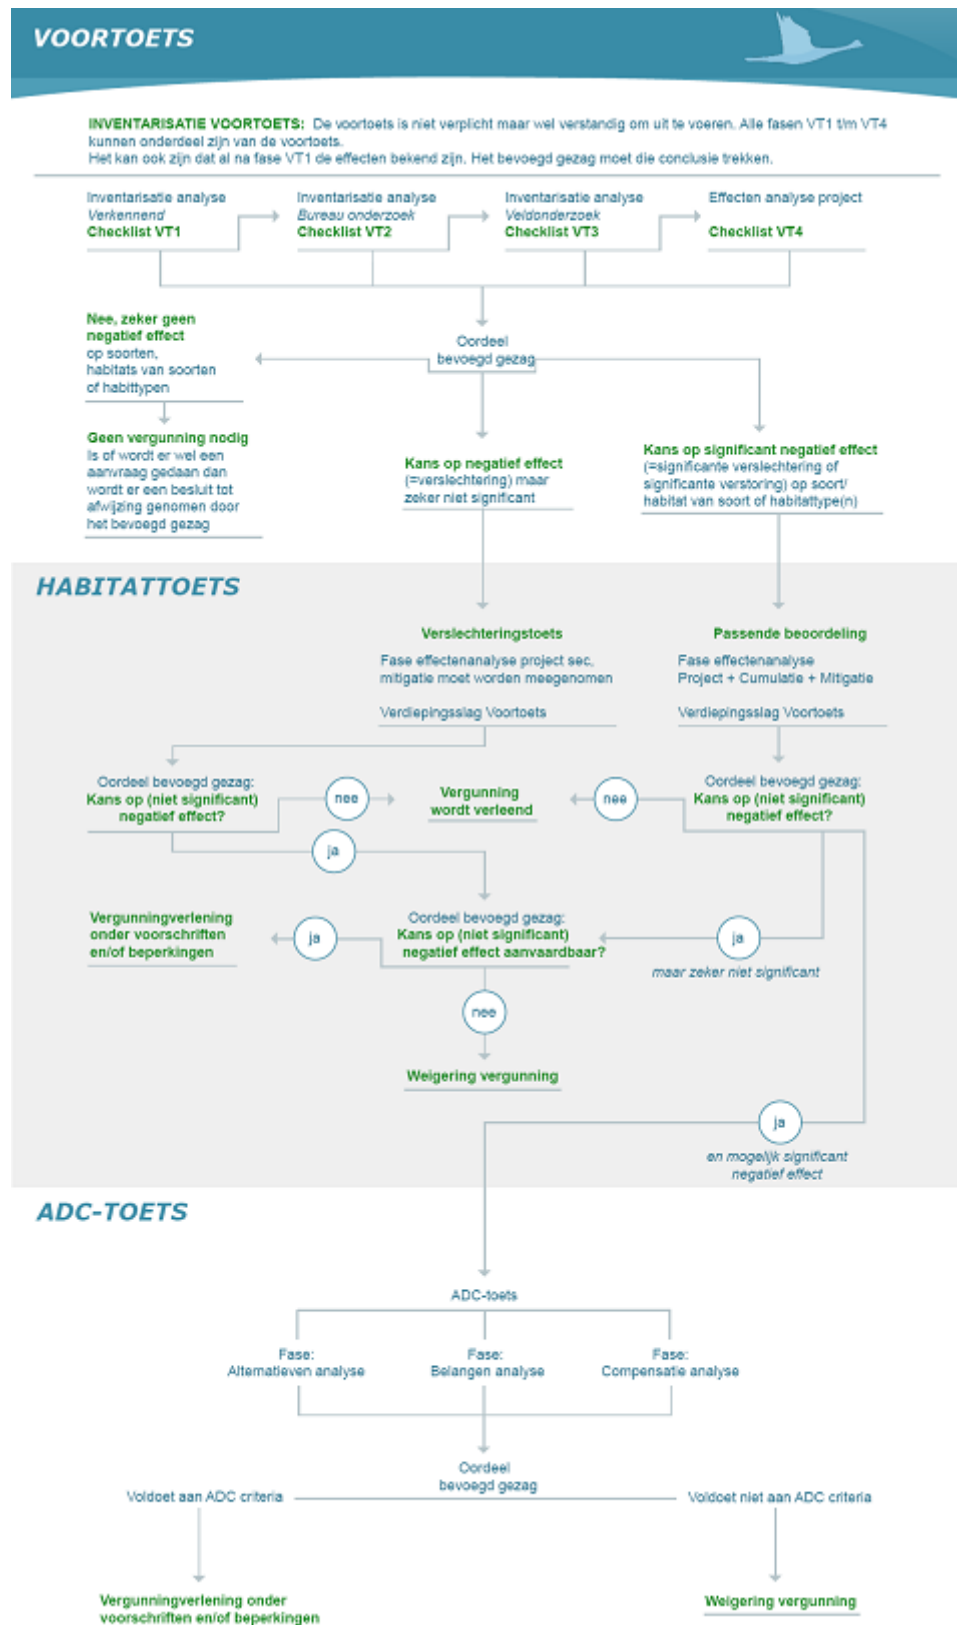 VOORTOETS
INVENTARISATIE VOORTOETS: De voortoets is niet verplicht maar wel verstandig om uit te voeren. Alle fasen VT1 t/m VT4
kunnen onderdeel zijn van de voortoets.
Het kan ook zijn dat al na fase VT1 de effecten bekend zijn. Het bevoegd gezag moet die conclusie trekken.
Inventarisatie analyse
Verkennend
Checklist VT1
Inventarisatie analyse
Bureau onderzoek
Checklist VT2
Inventarisatie analyse
Veldonderzoek
Checklist VT3
Effecten analyse project
Checklist VT4
Oordeel
bevoegd gezag
Nee, zeker geen
negatief effect
op soorten,
habitats van soorten
of habittypen
Geen vergunning nodig
Is of wordt er wel een
aanvraag gedaan dan
wordt er een besluit tot
afwijzing genomen door
het bevoegd gezag
Kans op negatief effect
(=verslechtering) maar
zeker niet significant
Kans op significant negatief effect
(=significante verslechtering of
significante verstoring) op soort/
habitat van soort of habitattype(n)
HABITATTOETS
Verslechteringstoets
Fase effectenanalyse project sec,
mitigatie moet worden meegenomen
Verdiepingsslag Voortoets
Passende beoordeling
Fase effectenanalyse
Project + Cumulatie + Mitigatie
Verdiepingsslag Voortoets
Oordeel bevoegd gezag:
Kans op (niet significant)
negatief effect?
nee
Vergunning
wordt verleend
nee
Oordeel bevoegd gezag:
Kans op (niet significant)
negatief effect?
ja
Vergunningverlening
onder voorschriften
en/of beperkingen
ja
Oordeel bevoegd gezag:
Kans op (niet significant)
negatief effect aanvaardbaar?
ja
maar zeker niet significant
nee
Weigering vergunning
ja
en mogelijk significant
negatief effect
ADC-TOETS
ADC-toets
Fase:
Alternatieven analyse
Fase:
Belangen analyse
Fase:
Compensatie analyse
Oordeel
bevoegd gezag
Voldoet aan ADC criteria
Voldoet niet aan ADC criteria
Vergunningverlening onder
voorschriften en/of beperkingen
Weigering vergunning